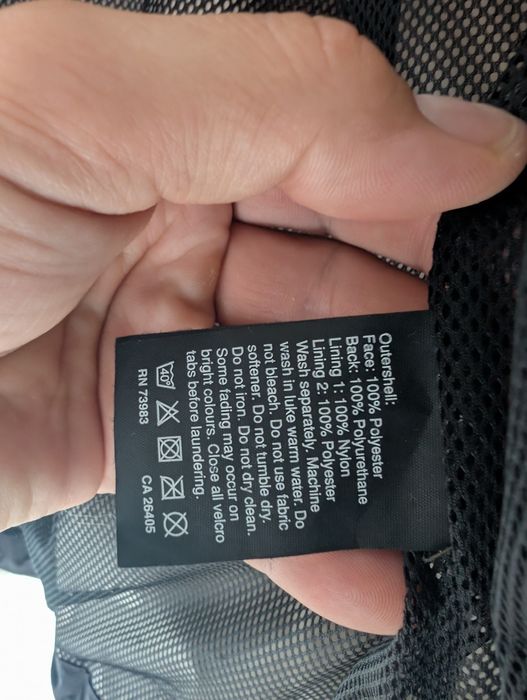 Outershell:
Face: 100% Polyester
Back: 100% Polyurethane
Lining 1: 100% Nylon
Lining 2: 100% Polyester
Wash separately. Machine
wash in luke warm water. Do
not bleach. Do not use fabric
softener. Do not tumble dry.
Do not iron. Do not dry clean.
Some fading may occur on
bright colours. Close all velcro
tabs before laundering.
40°
RN 73983 CA 26405